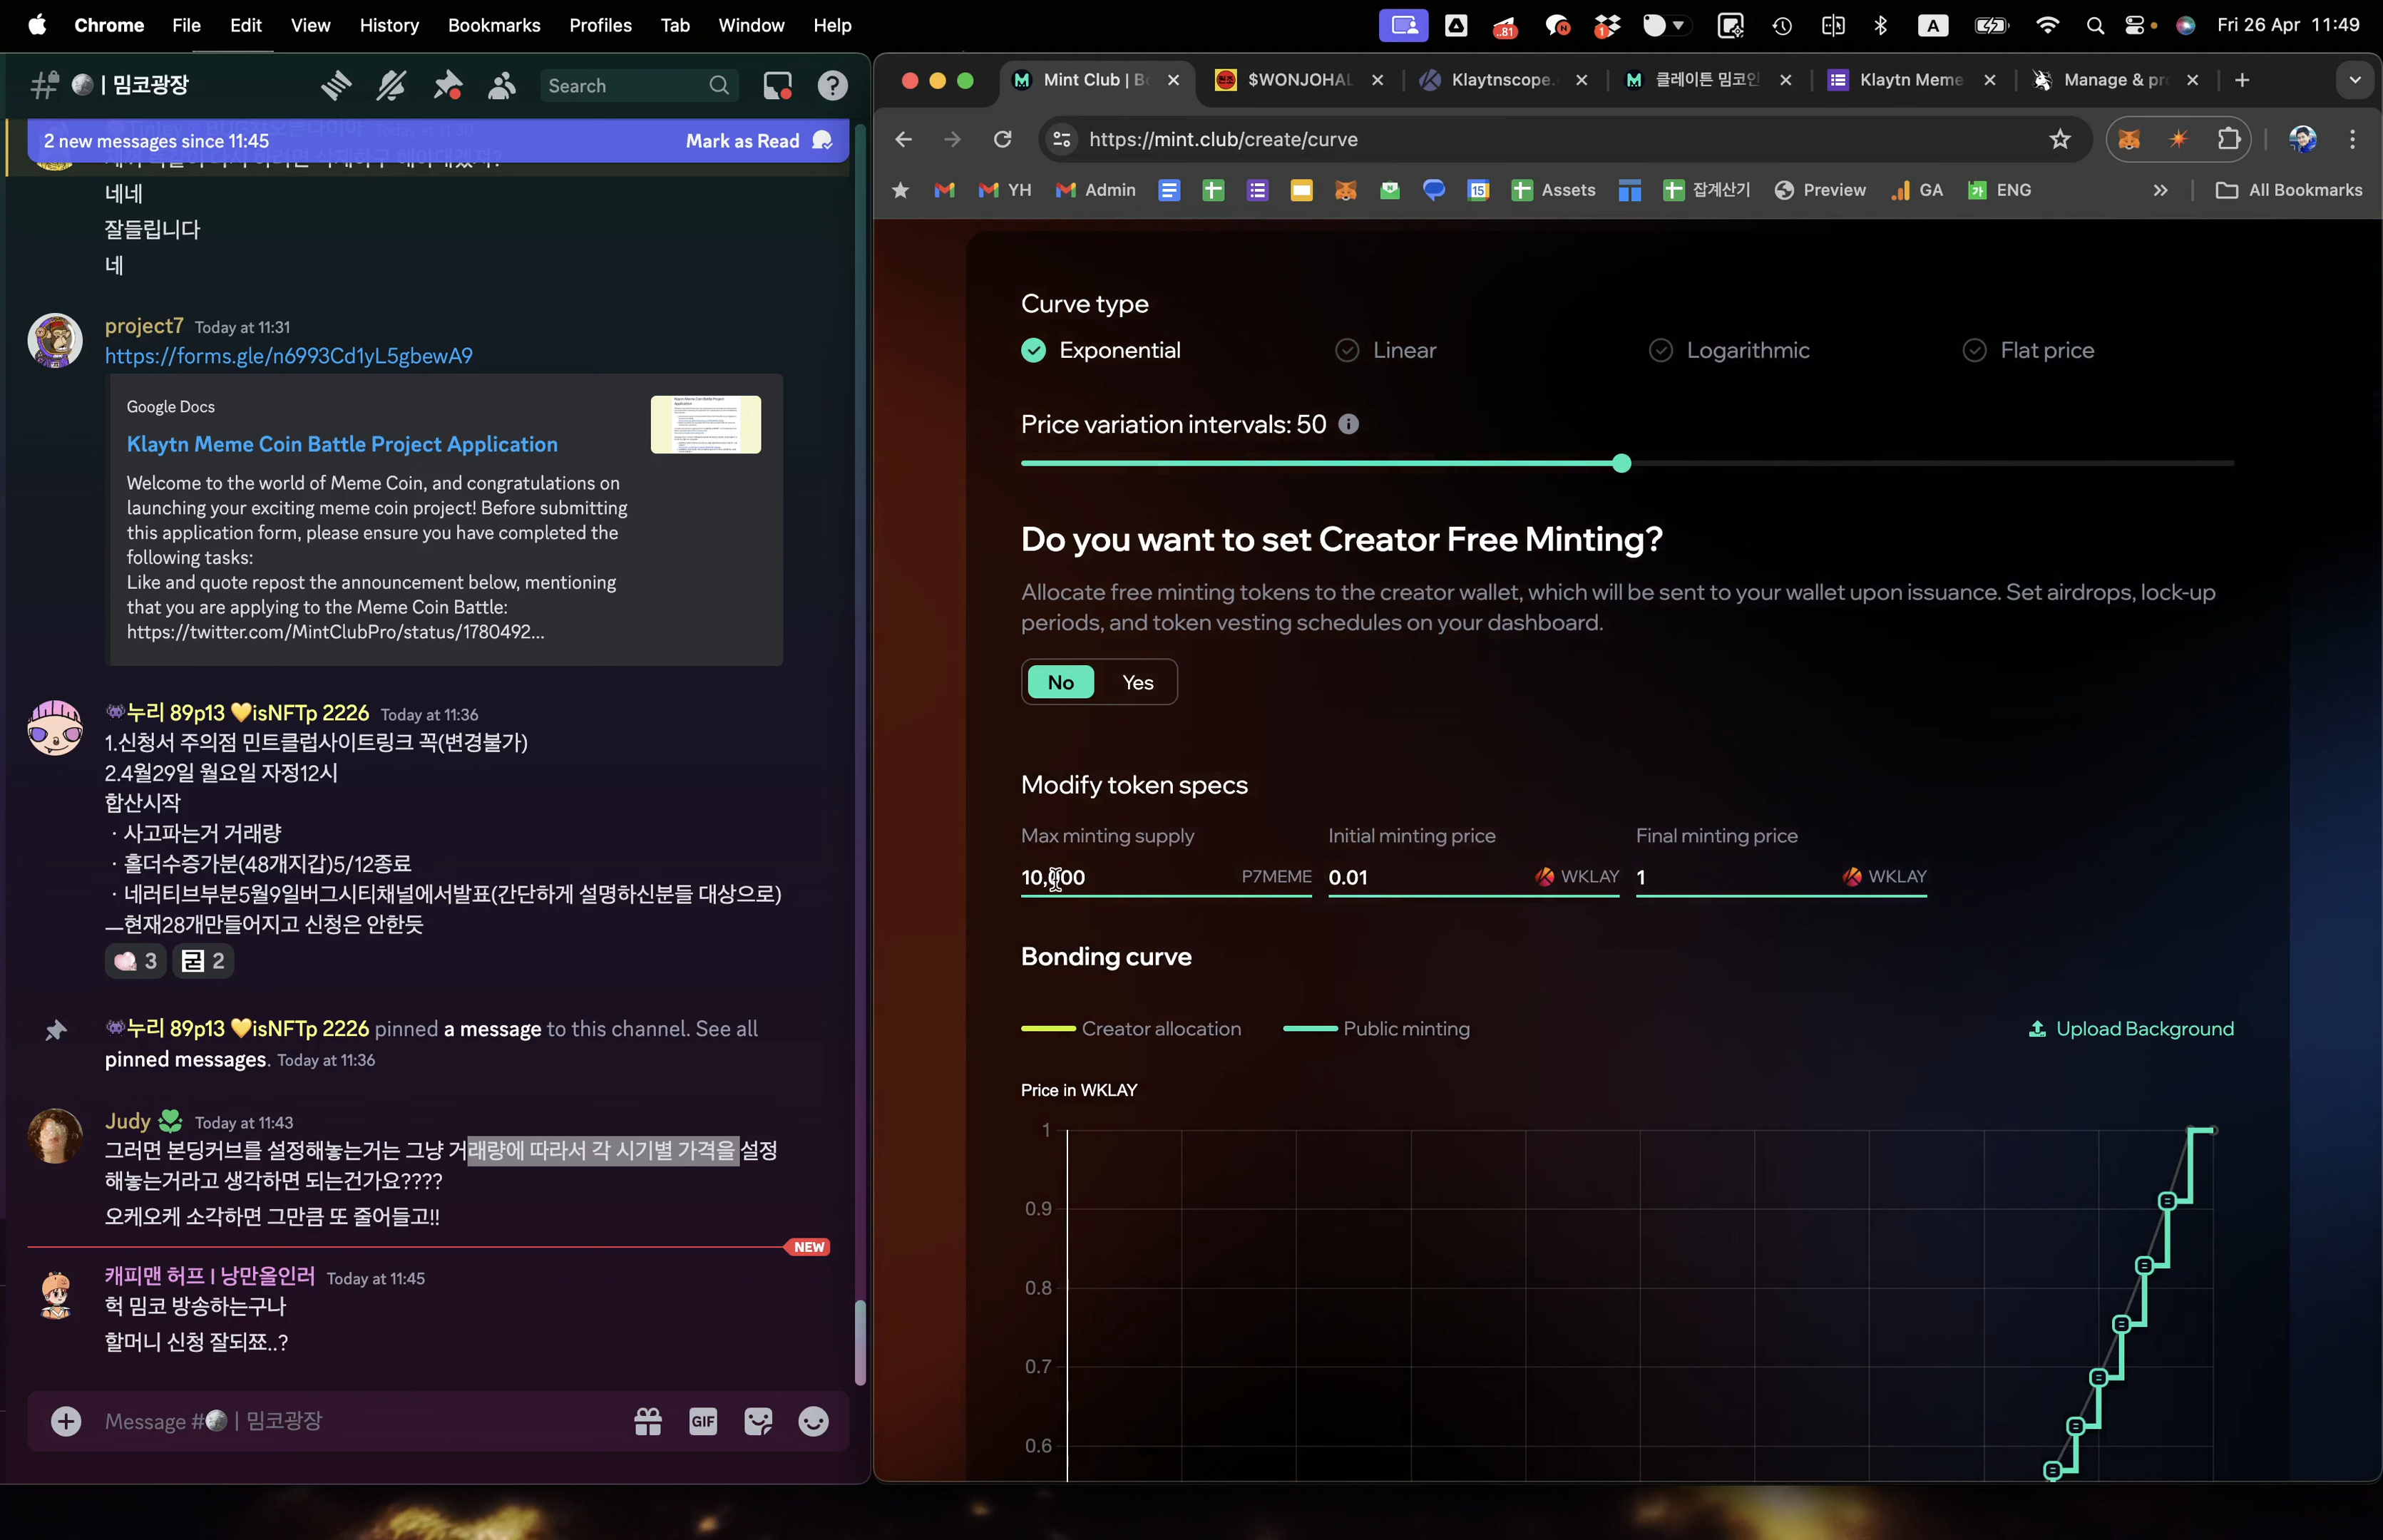 Chrome File Edit View History Bookmarks Profiles Tab Window Help
A
Fri 26 Apr 11:49
| 밈코광장
Search
2 new messages since 11:45
Mark as Read
네네
잘들립니다
네
project7 Today at 11:31
https://forms.gle/n6993Cd1yL5gbewA9
Google Docs
Klaytn Meme Coin Battle Project Application
Welcome to the world of Meme Coin, and congratulations on
launching your exciting meme coin project! Before submitting
this application form, please ensure you have completed the
following tasks:
Like and quote repost the announcement below, mentioning
that you are applying to the Meme Coin Battle:
https://twitter.com/MintClubPro/status/1780492...
누리 89p13 💛isNFTp 2226 Today at 11:36
1.신청서 주의점 민트클럽사이트링크 꼭(변경불가)
2.4월29일 월요일 자정12시
합산시작
· 사고파는거 거래량
· 홀더수증가분(48개지갑)5/12종료
· 네러티브부분5월9일버그시티채널에서발표(간단하게 설명하신분들 대상으로)
—현재28개만들어지고 신청은 안한듯
3 굳 2
누리 89p13 💛isNFTp 2226 pinned a message to this channel. See all
pinned messages. Today at 11:36
Judy Today at 11:43
그러면 본딩커브를 설정해놓는거는 그냥 거래량에 따라서 각 시기별 가격을 설정
해놓는거라고 생각하면 되는건가요????
오케오케 소각하면 그만큼 또 줄어들고!!
NEW
캐피맨 허프 | 낭만올인러 Today at 11:45
헉 밈코 방송하는구나
할머니 신청 잘되쬬..?
Message # | 밈코광장
GIF
Mint Club | Bo
$WONJOHAL
Klaytnscope.
클레이튼 밈코인
Klaytn Meme
Manage & pr
https://mint.club/create/curve
YH
Admin
Assets
잡계산기
Preview
GA
ENG
All Bookmarks
Curve type
Exponential Linear Logarithmic Flat price
Price variation intervals: 50
Do you want to set Creator Free Minting?
Allocate free minting tokens to the creator wallet, which will be sent to your wallet upon issuance. Set airdrops, lock-up
periods, and token vesting schedules on your dashboard.
No Yes
Modify token specs
Max minting supply Initial minting price Final minting price
10,000 P7MEME 0.01 WKLAY 1 WKLAY
Bonding curve
Creator allocation Public minting Upload Background
Price in WKLAY
1
0.9
0.8
0.7
0.6